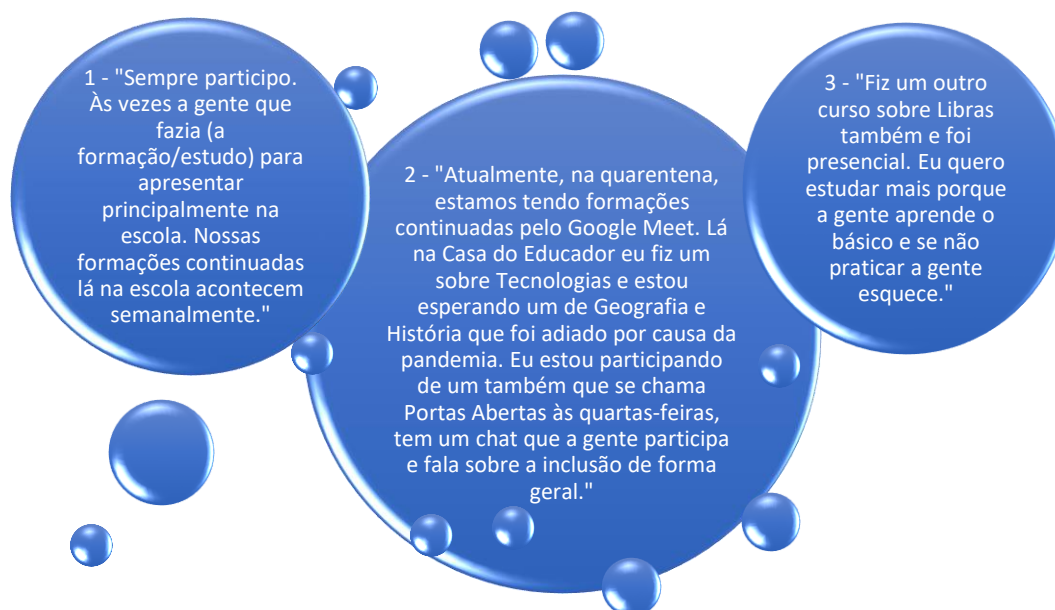 1 - "Sempre participo.
Às vezes a gente que
fazia (a
formação/estudo) para
apresentar
principalmente na
escola. Nossas
formações continuadas
lá na escola acontecem
semanalmente."
2 - "Atualmente, na quarentena,
estamos tendo formações
continuadas pelo Google Meet. Lá
na Casa do Educador eu fiz um
sobre Tecnologias e estou
esperando um de Geografia e
História que foi adiado por causa da
pandemia. Eu estou participando
de um também que se chama
Portas Abertas às quartas-feiras,
tem um chat que a gente participa
e fala sobre a inclusão de forma
geral."
3 - "Fiz um outro
curso sobre Libras
também e foi
presencial. Eu quero
estudar mais porque
a gente aprende o
básico e se não
praticar a gente
esquece."